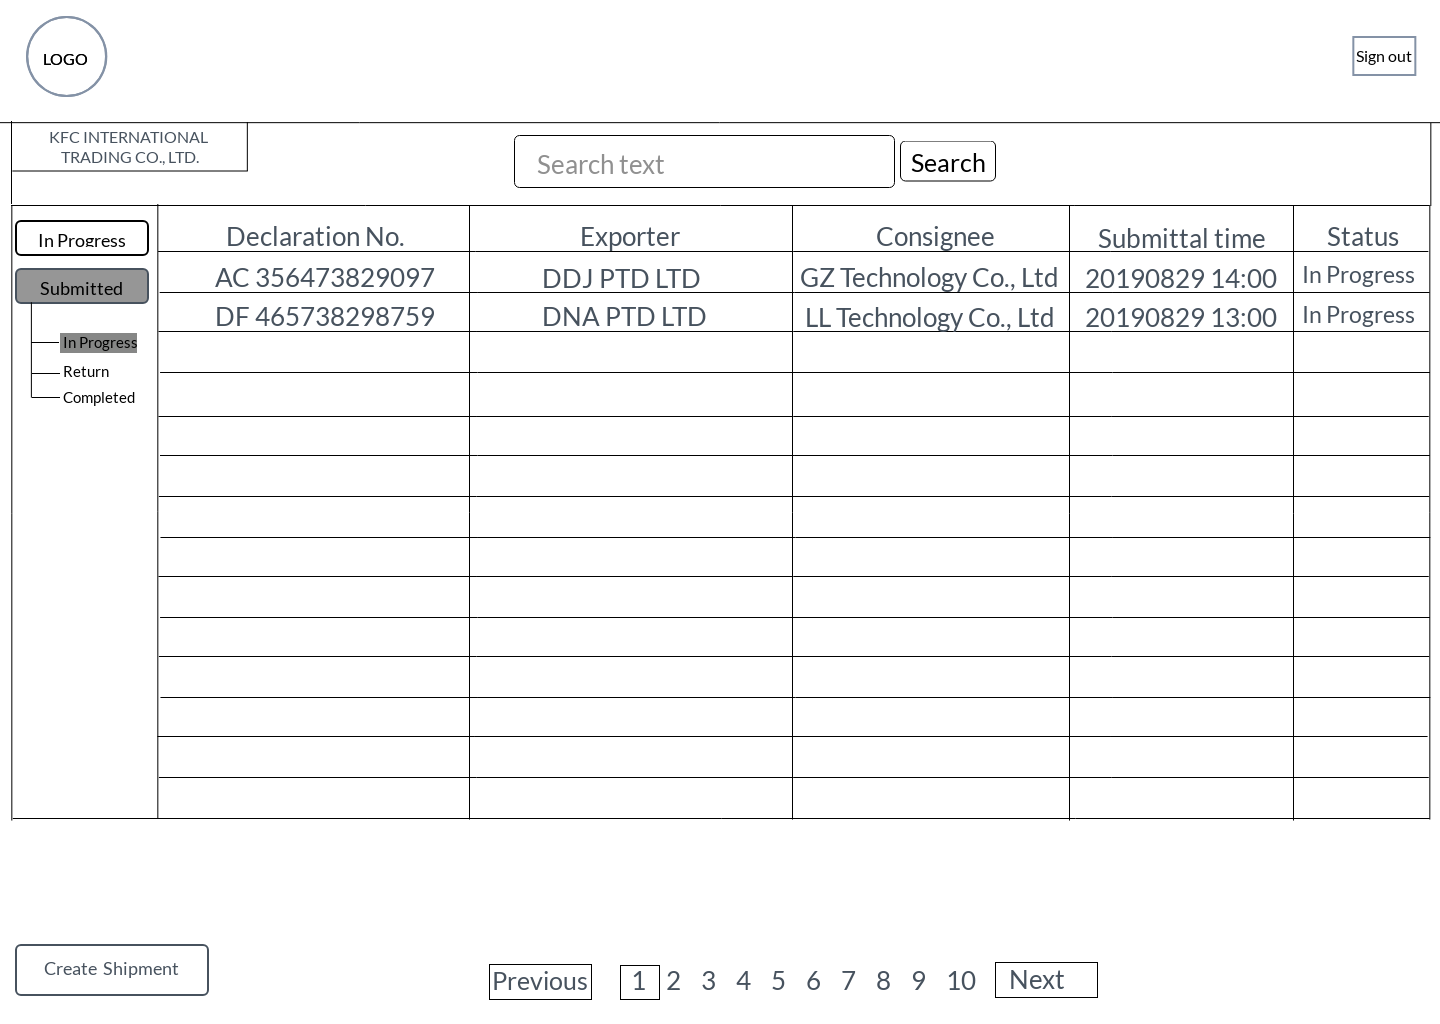 LOGO
Sign out
KFC INTERNATIONAL
TRADING CO., LTD.
Search text
Search
In Progress
Submitted
In Progress
Return
Completed
Declaration No. Exporter Consignee Submittal time Status
AC 356473829097 DDJ PTD LTD GZ Technology Co., Ltd 20190829 14:00 In Progress
DF 465738298759 DNA PTD LTD LL Technology Co., Ltd 20190829 13:00 In Progress
Create Shipment
Previous 1 2 3 4 5 6 7 8 9 10 Next